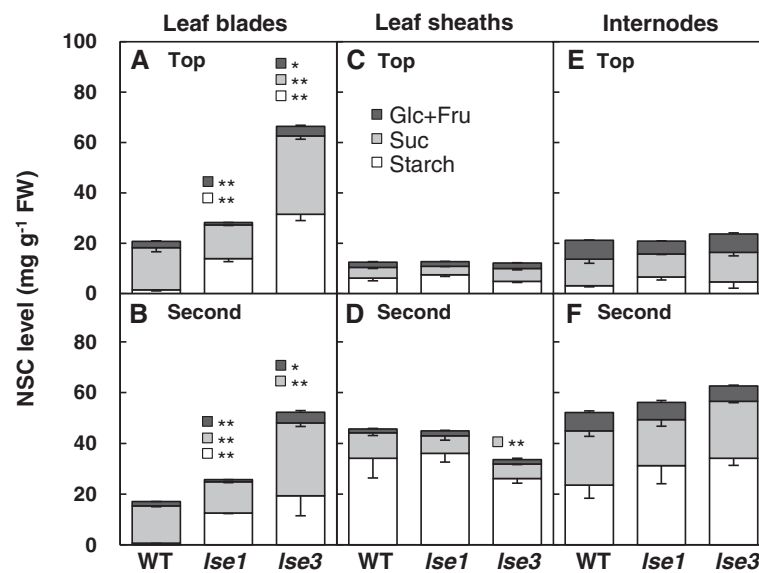 Leaf blades Leaf sheaths Internodes
NSC level (mg g⁻¹ FW)
100
80
60
40
20
0
A Top
*
**
**
**
**
C Top
Glc+Fru
Suc
Starch
E Top
80
60
40
20
0
B Second
*
**
**
**
**
D Second
**
F Second
WT lse1 lse3 WT lse1 lse3 WT lse1 lse3